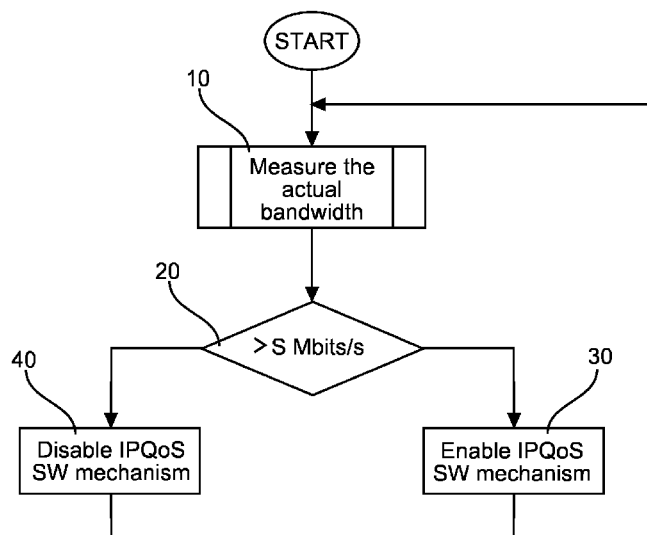 START
10
Measure the
actual
bandwidth
20
> S Mbits/s
40
30
Disable IPQoS
SW mechanism
Enable IPQoS
SW mechanism